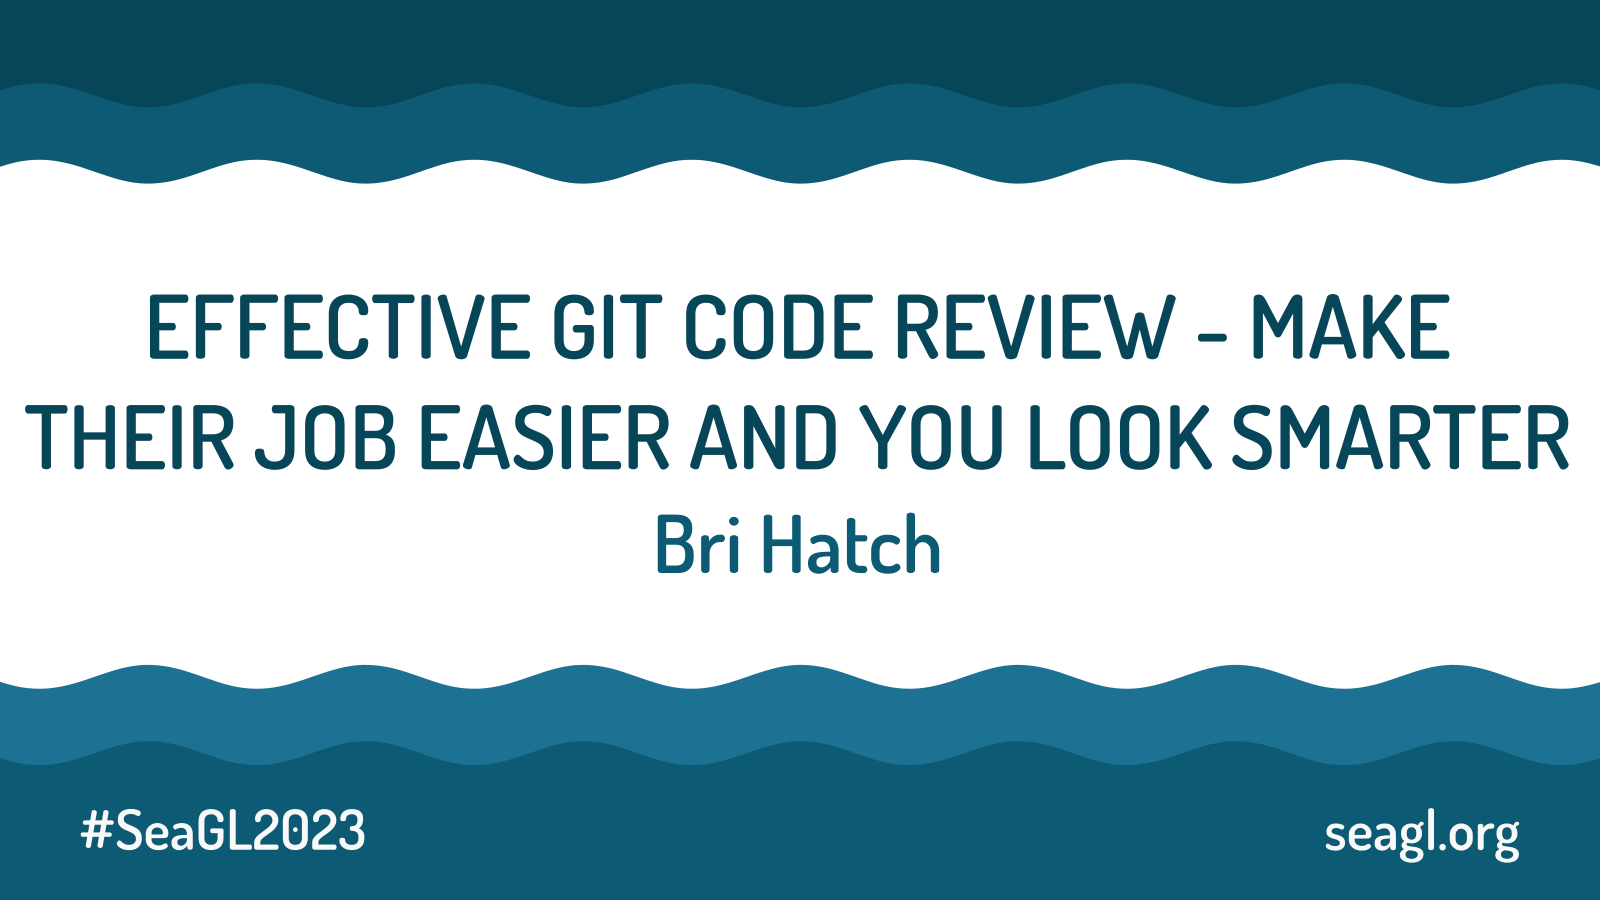 EFFECTIVE GIT CODE REVIEW - MAKE
THEIR JOB EASIER AND YOU LOOK SMARTER
Bri Hatch
#SeaGL2023
seagl.org